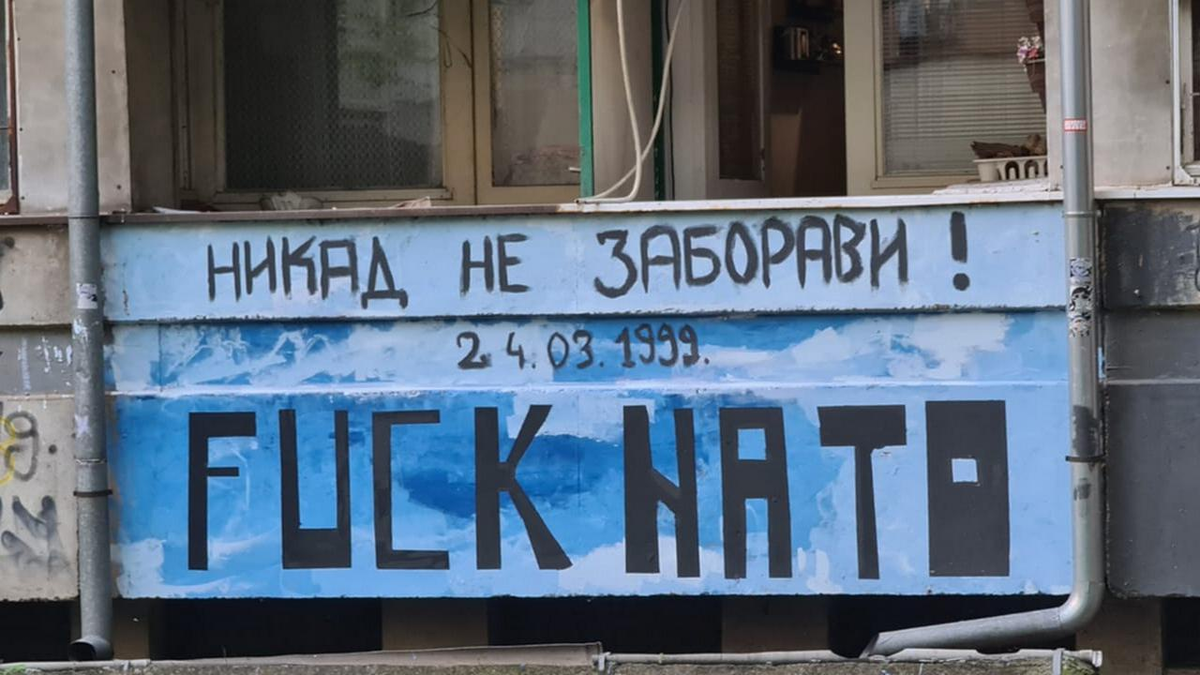 НИКАД НЕ ЗАБОРАВИ!
24.03.1999.
FUCK NATO